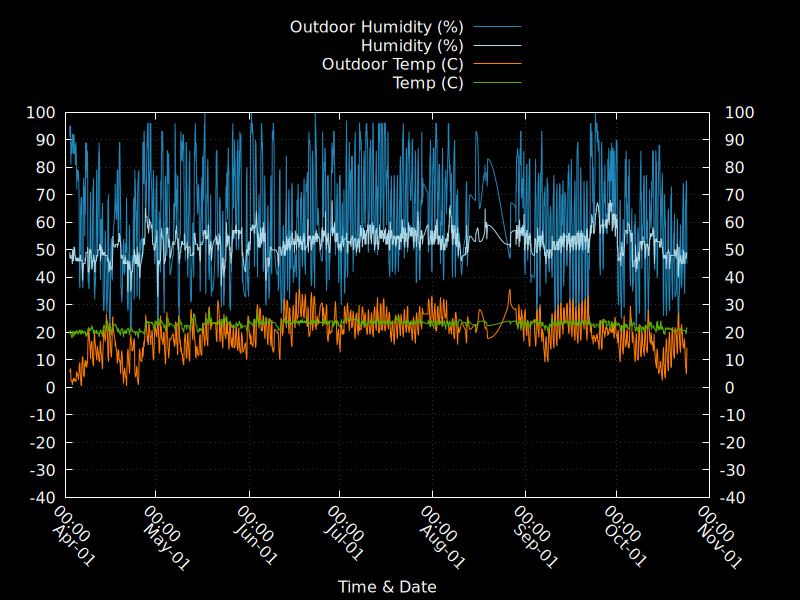 Outdoor Humidity (%)
Humidity (%)
Outdoor Temp (C)
Temp (C)
100 100
90 90
80 80
70 70
60 60
50 50
40 40
30 30
20 20
10 10
0 0
-10 -10
-20 -20
-30 -30
-40 -40
00:00
Apr-01
00:00
May-01
00:00
Jun-01
00:00
Jul-01
00:00
Aug-01
00:00
Sep-01
00:00
Oct-01
00:00
Nov-01
Time & Date